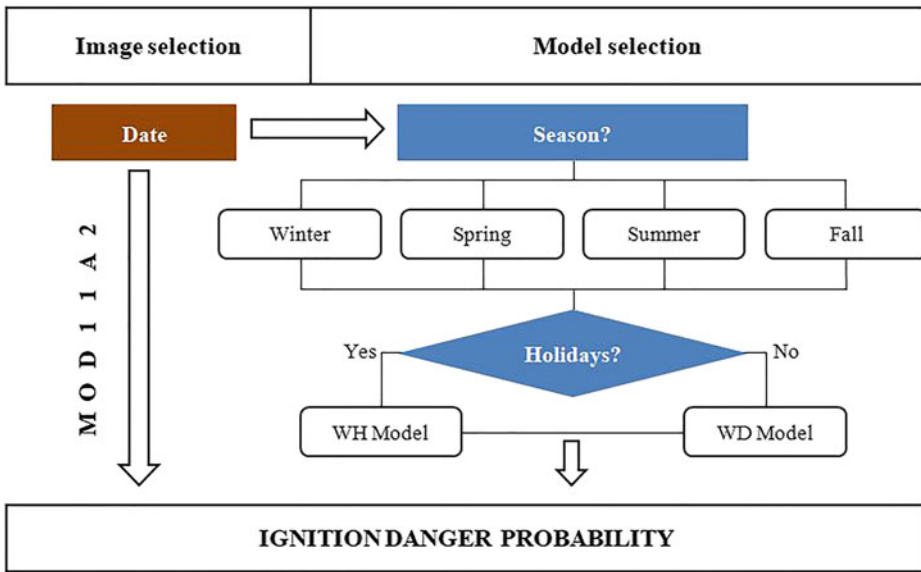 Image selection
Model selection
Date
Season?
MOD11A2
Winter
Spring
Summer
Fall
Holidays?
Yes
No
WH Model
WD Model
IGNITION DANGER PROBABILITY